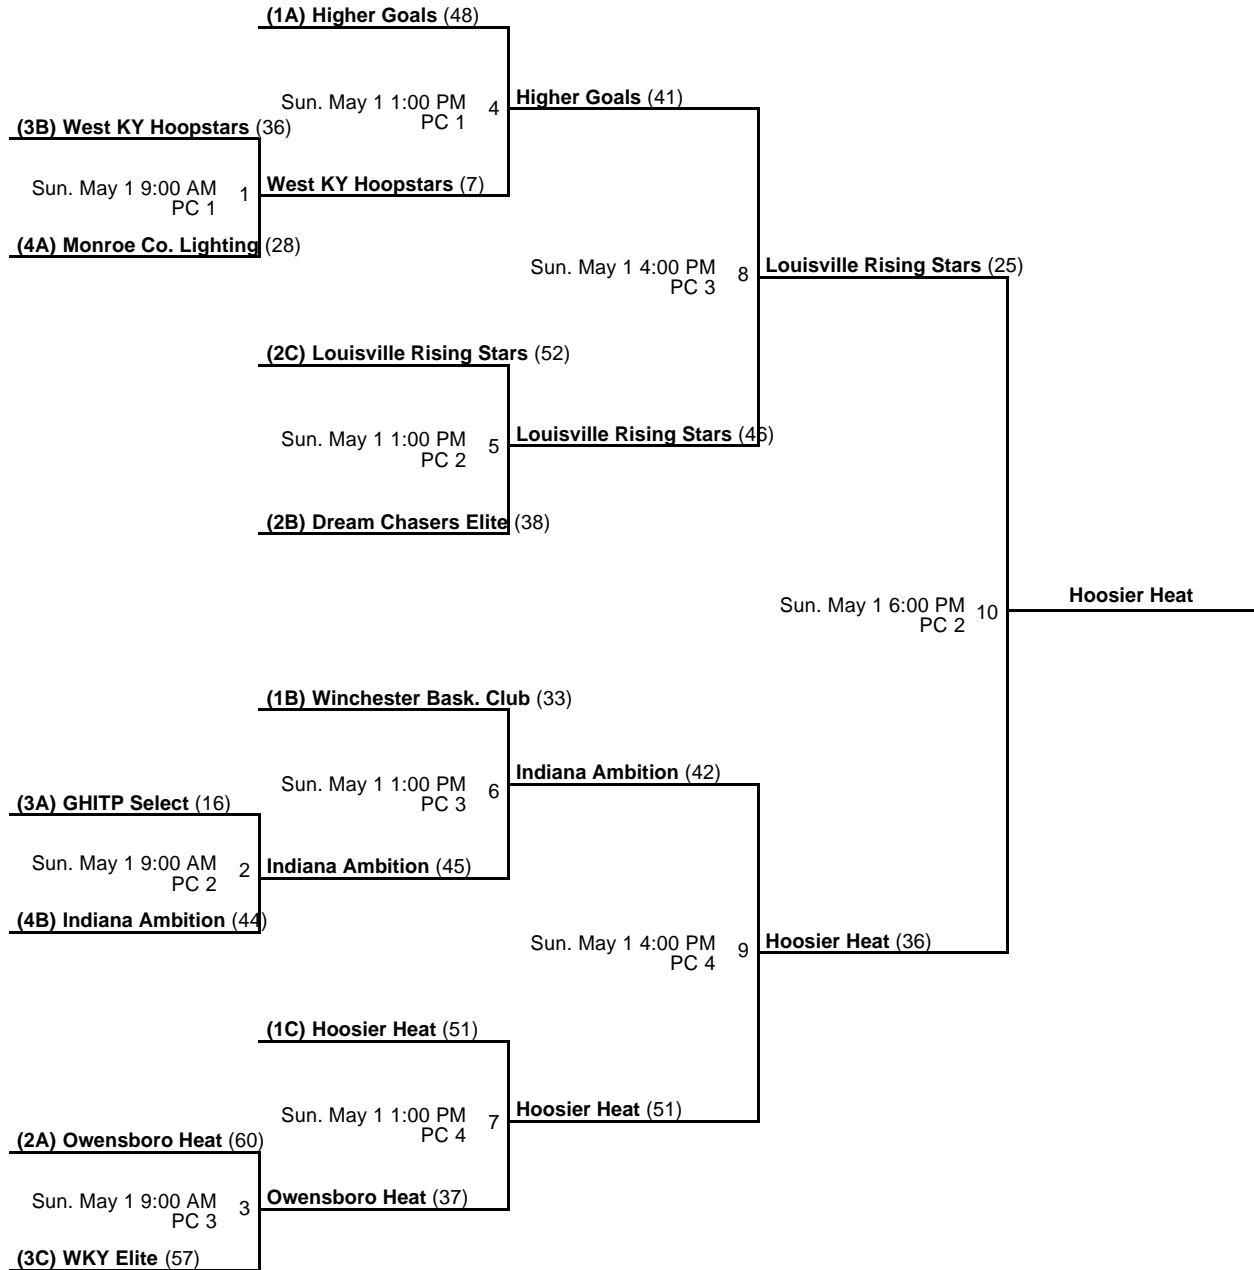 (1A) Higher Goals (48)
Sun. May 1 1:00 PM
PC 1
4
Higher Goals (41)
(3B) West KY Hoopstars (36)
Sun. May 1 9:00 AM
PC 1
1
West KY Hoopstars (7)
(4A) Monroe Co. Lighting (28)
Sun. May 1 4:00 PM
PC 3
8
Louisville Rising Stars (25)
(2C) Louisville Rising Stars (52)
Sun. May 1 1:00 PM
PC 2
5
Louisville Rising Stars (46)
(2B) Dream Chasers Elite (38)
Sun. May 1 6:00 PM
PC 2
10
Hoosier Heat
(1B) Winchester Bask. Club (33)
Sun. May 1 1:00 PM
PC 3
6
Indiana Ambition (42)
(3A) GHITP Select (16)
Sun. May 1 9:00 AM
PC 2
2
Indiana Ambition (45)
(4B) Indiana Ambition (44)
Sun. May 1 4:00 PM
PC 4
9
Hoosier Heat (36)
(1C) Hoosier Heat (51)
Sun. May 1 1:00 PM
PC 4
7
Hoosier Heat (51)
(2A) Owensboro Heat (60)
Sun. May 1 9:00 AM
PC 3
3
Owensboro Heat (37)
(3C) WKY Elite (57)